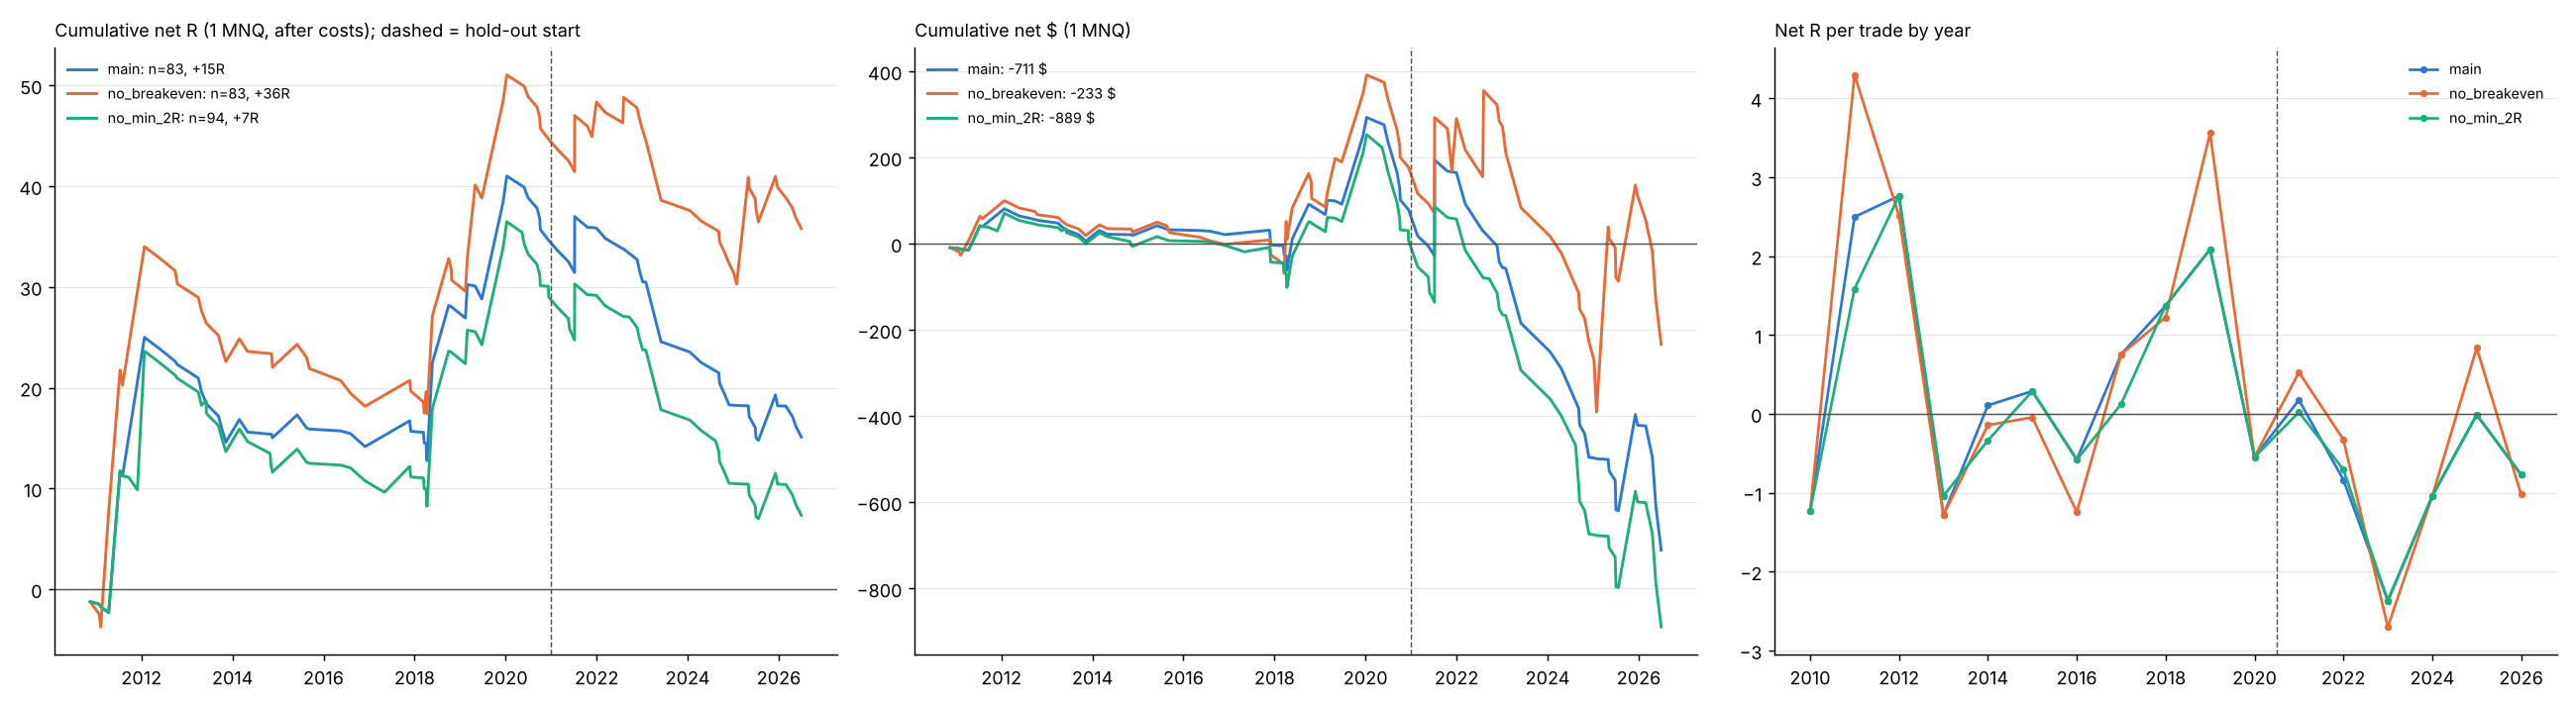 Cumulative net R (1 MNQ, after costs); dashed = hold-out start
main: n=83, +15R
no_breakeven: n=83, +36R
no_min_2R: n=94, +7R
50
40
30
20
10
0
2012 2014 2016 2018 2020 2022 2024 2026
Cumulative net $ (1 MNQ)
main: -711 $
no_breakeven: -233 $
no_min_2R: -889 $
400
200
0
−200
−400
−600
−800
2012 2014 2016 2018 2020 2022 2024 2026
Net R per trade by year
main
no_breakeven
no_min_2R
4
3
2
1
0
−1
−2
−3
2010 2012 2014 2016 2018 2020 2022 2024 2026